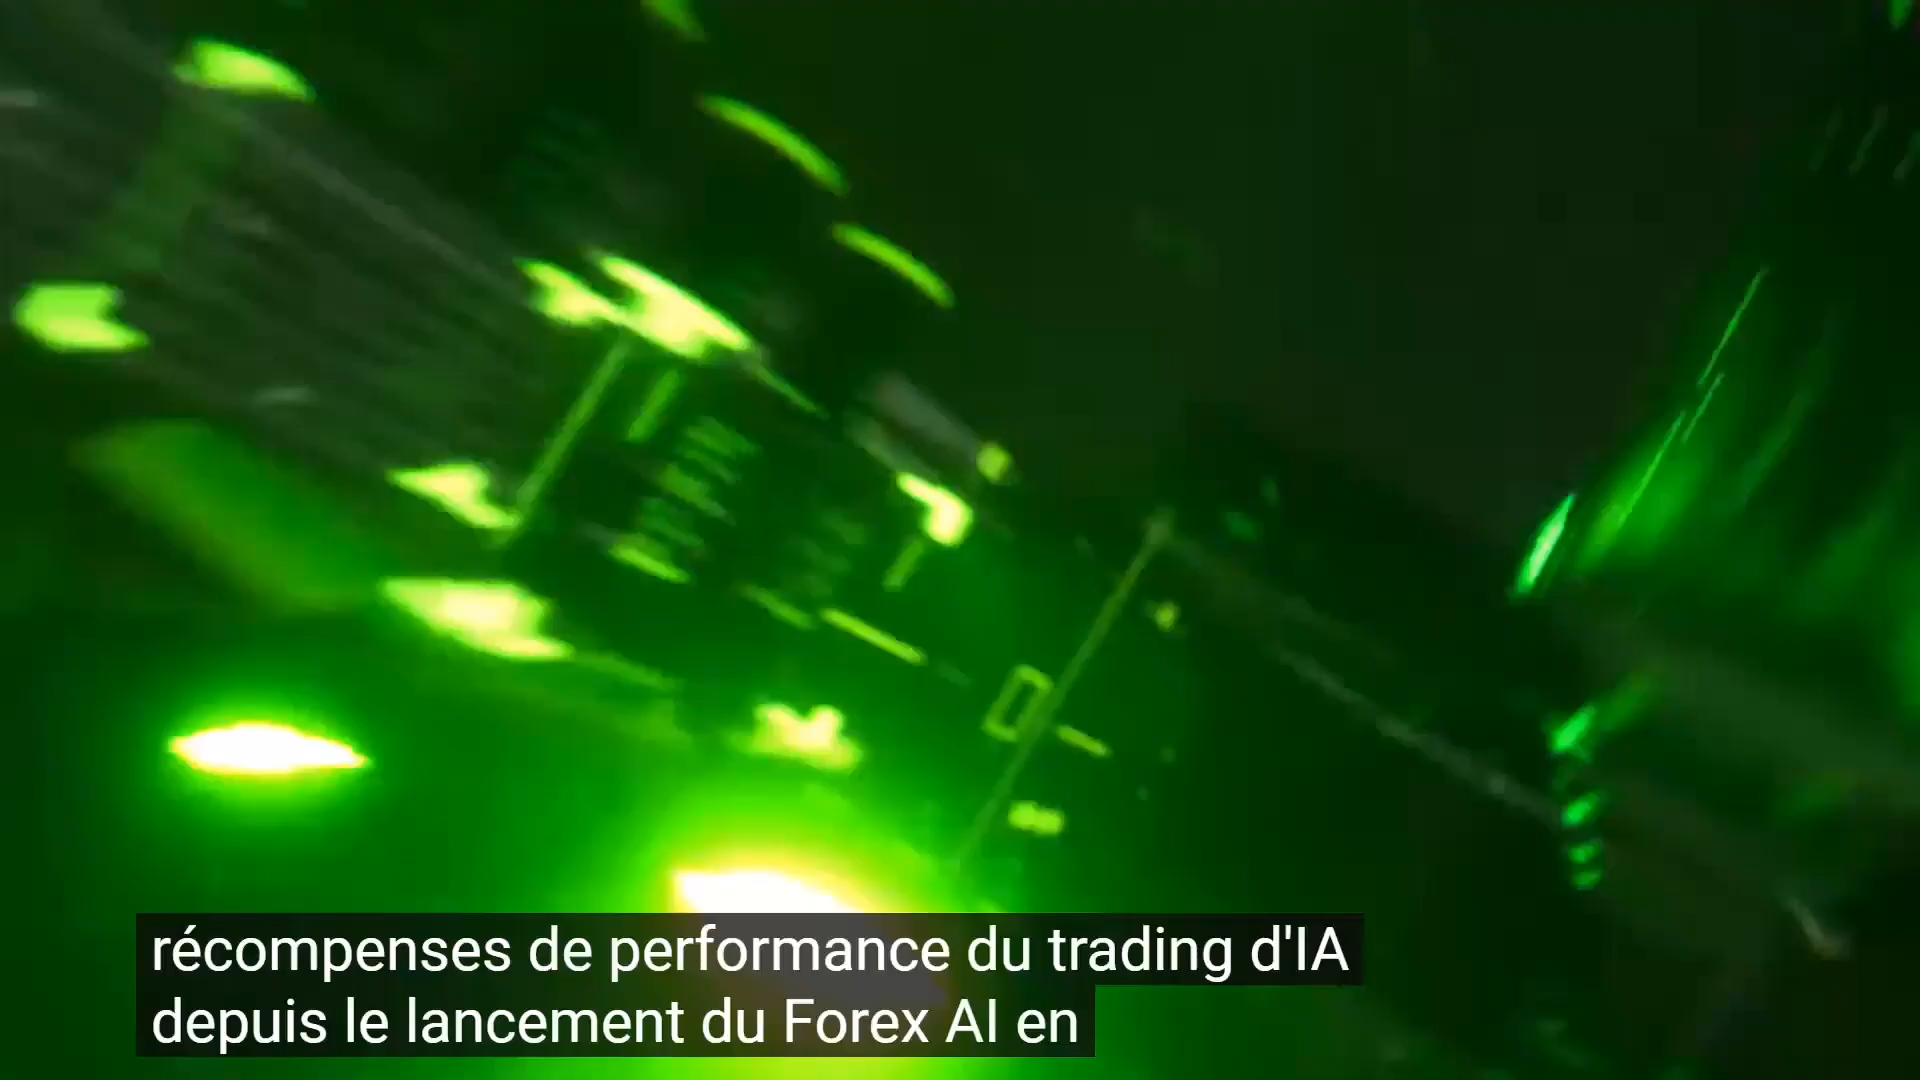 récompenses de performance du trading d'IA
depuis le lancement du Forex AI en